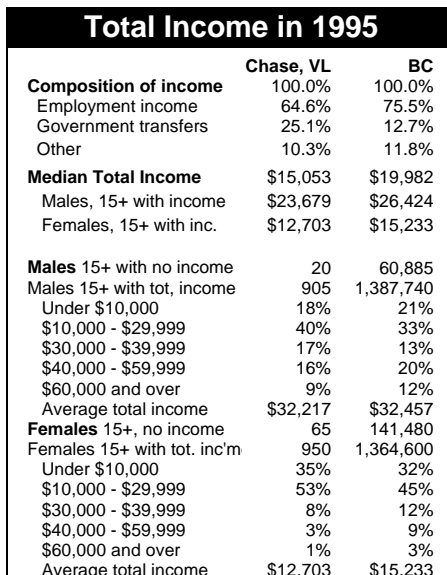 Total Income in 1995
Chase, VL BC
Composition of income 100.0% 100.0%
Employment income 64.6% 75.5%
Government transfers 25.1% 12.7%
Other 10.3% 11.8%
Median Total Income $15,053 $19,982
Males, 15+ with income $23,679 $26,424
Females, 15+ with inc. $12,703 $15,233
Males 15+ with no income 20 60,885
Males 15+ with tot, income 905 1,387,740
Under $10,000 18% 21%
$10,000 - $29,999 40% 33%
$30,000 - $39,999 17% 13%
$40,000 - $59,999 16% 20%
$60,000 and over 9% 12%
Average total income $32,217 $32,457
Females 15+, no income 65 141,480
Females 15+ with tot. inc'm 950 1,364,600
Under $10,000 35% 32%
$10,000 - $29,999 53% 45%
$30,000 - $39,999 8% 12%
$40,000 - $59,999 3% 9%
$60,000 and over 1% 3%
Average total income $12,703 $15,233